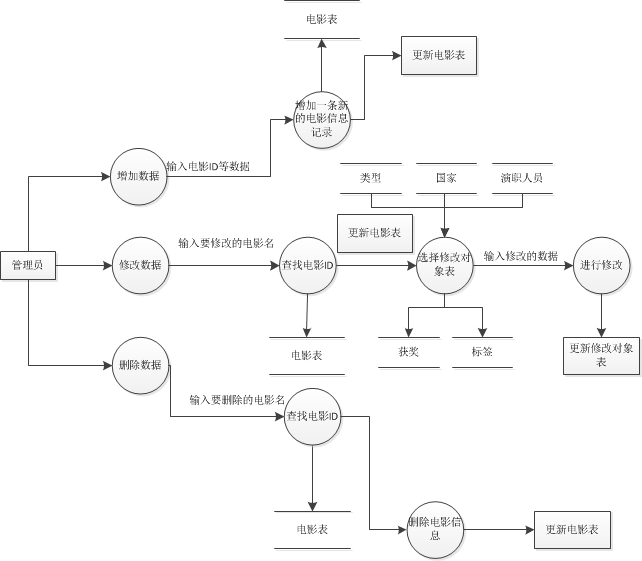 电影表
更新电影表
增加一条新
的电影信息
记录
输入电影ID等数据
增加数据
类型
国家
演职人员
更新电影表
输入要修改的电影名
选择修改对
象表
输入修改的数据
管理员
修改数据
查找电影ID
进行修改
电影表
获奖
标签
更新修改对象
表
删除数据
输入要删除的电影名
查找电影ID
电影表
删除电影信
息
更新电影表